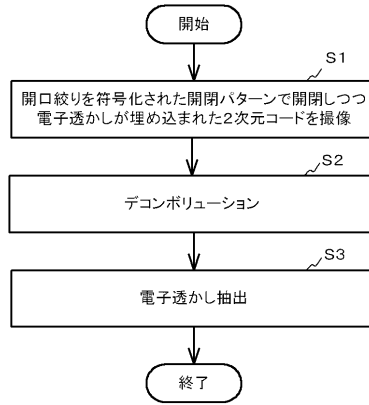 開始
S1
開口絞りを符号化された開閉パターンで開閉しつつ
電子透かしが埋め込まれた2次元コードを撮像
S2
デコンボリューション
S3
電子透かし抽出
終了